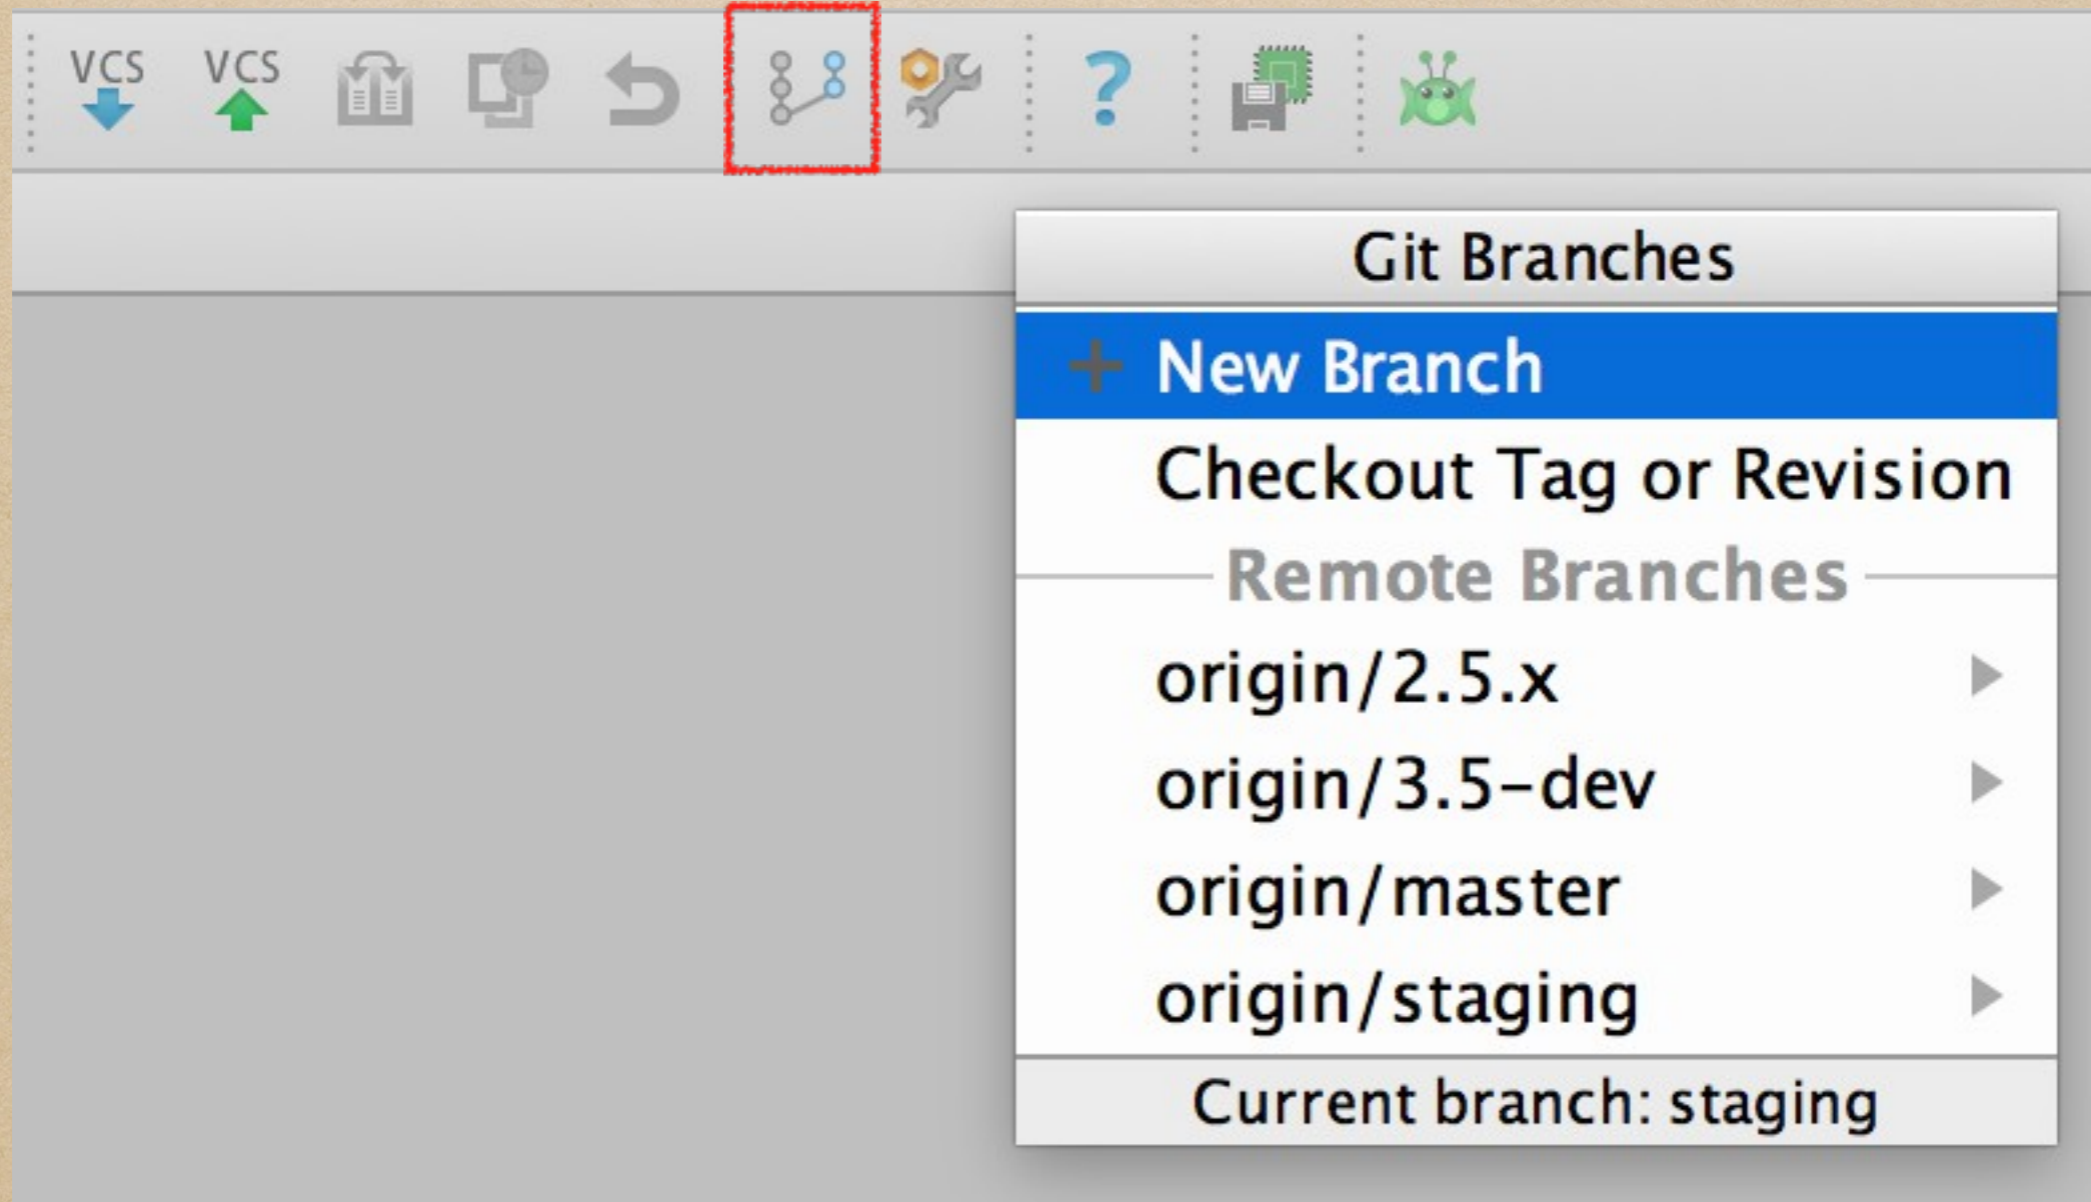 VCS VCS
Git Branches
New Branch
Checkout Tag or Revision
Remote Branches
origin/2.5.x
origin/3.5-dev
origin/master
origin/staging
Current branch: staging